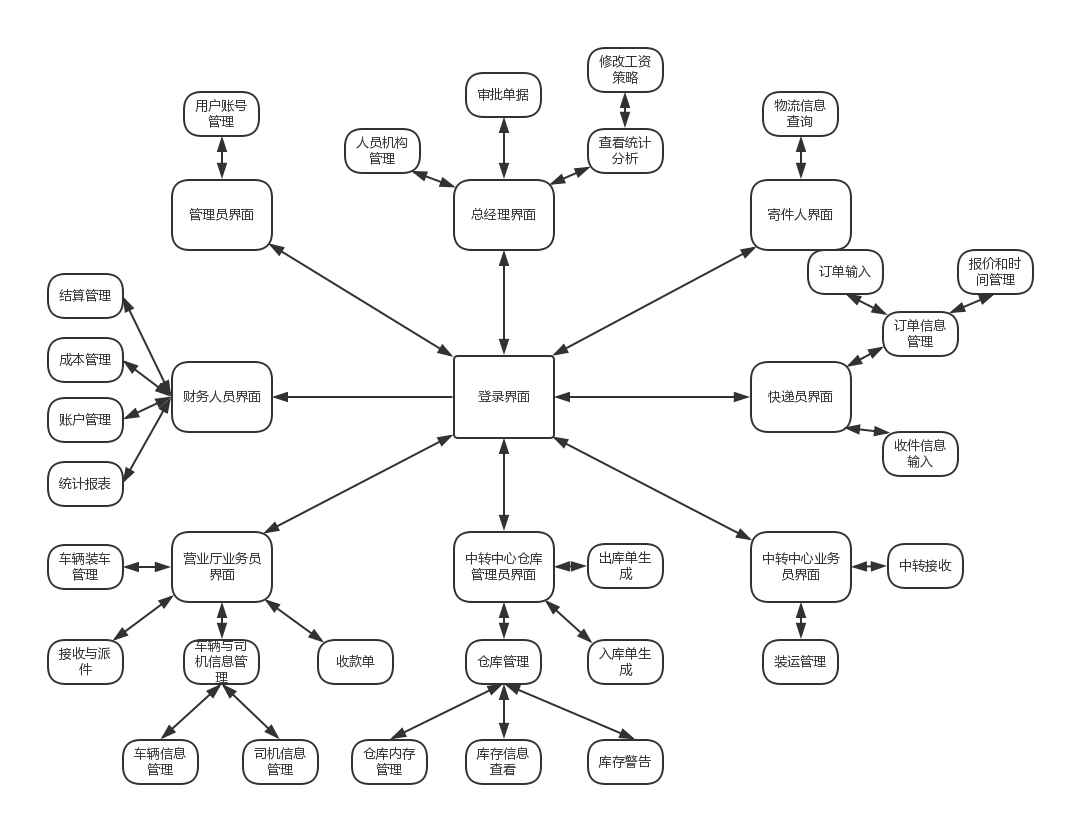 修改工资
策略
审批单据
用户账号
管理
物流信息
查询
人员机构
管理
查看统计
分析
管理员界面
总经理界面
寄件人界面
订单输入
报价和时
间管理
结算管理
订单信息
管理
成本管理
财务人员界面
登录界面
快递员界面
账户管理
收件信息
输入
统计报表
车辆装车
管理
营业厅业务员
界面
中转中心仓库
管理员界面
出库单生
成
中转中心业务
员界面
中转接收
接收与派
件
车辆与司
机信息管
理
收款单
仓库管理
入库单生
成
装运管理
车辆信息
管理
司机信息
管理
仓库内存
管理
库存信息
查看
库存警告